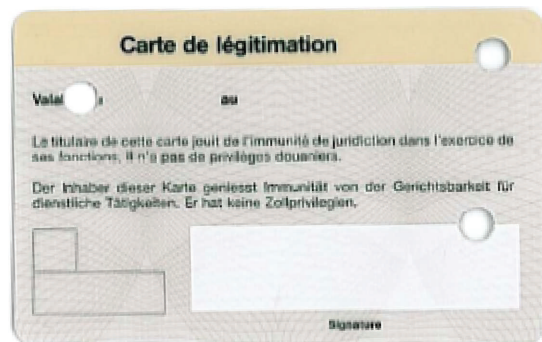 Carte de légitimation
au
Le titulaire de cette carte jouit de l'immunité de juridiction dans l'exercice de
ses fonctions, il n'a pas de privilèges douaniers.
Der Inhaber dieser Karte geniesst Immunität von der Gerichtsbarkeit für
dienstliche Tätigkeiten. Er hat keine Zollprivilegien.
Signature